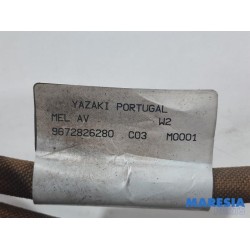 YAZAKI PORTUGAL
MEL AV W2
9672826280 C03 M0001
MARESIA